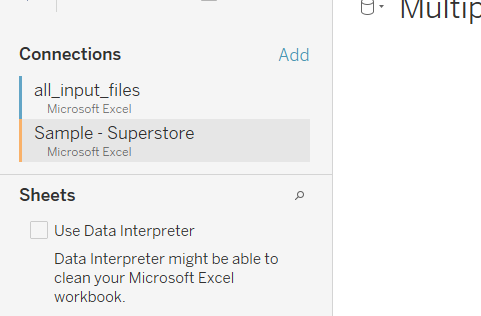 Connections Add
all_input_files
Microsoft Excel
Sample - Superstore
Microsoft Excel
Sheets
Use Data Interpreter
Data Interpreter might be able to
clean your Microsoft Excel
workbook.
Multip